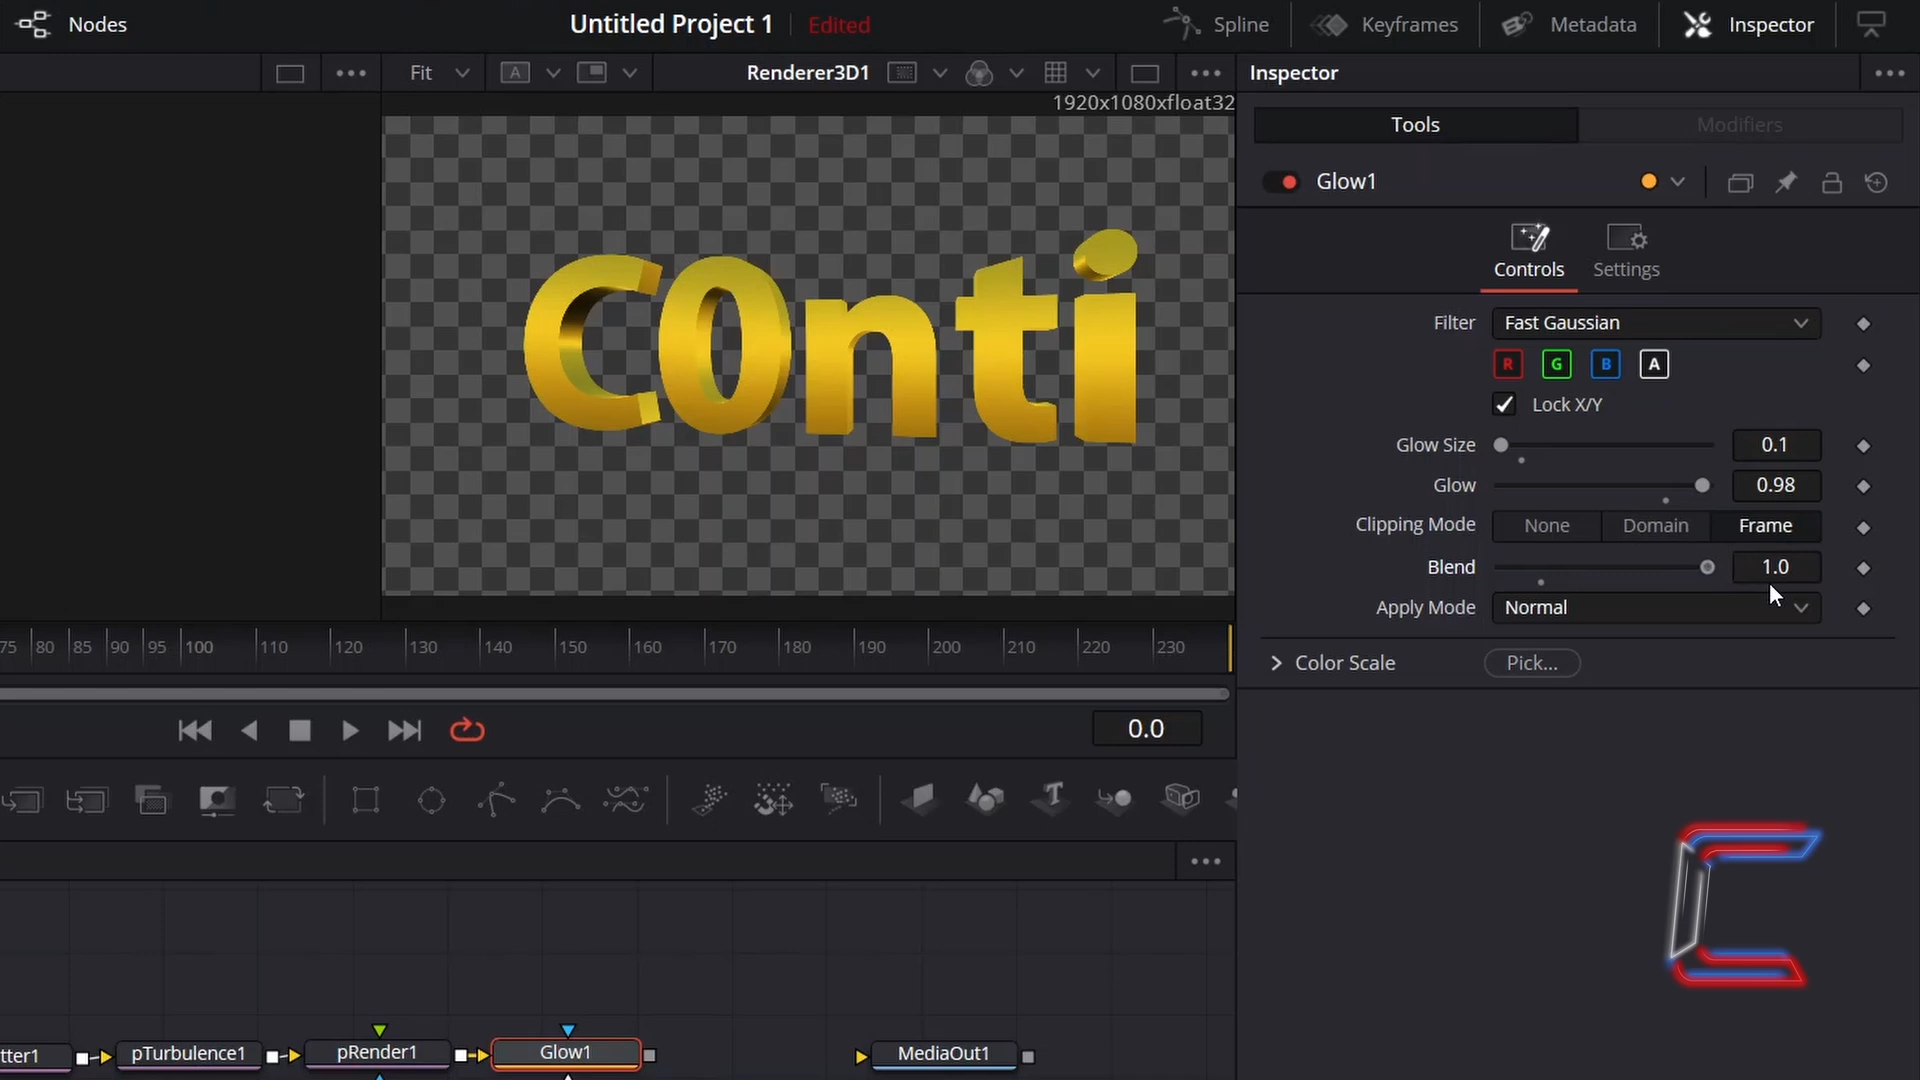 Nodes
Untitled Project 1 Edited
Spline Keyframes Metadata Inspector
Fit A Renderer3D1 Inspector
1920x1080xfloat32
Tools Modifiers
Glow1
Controls Settings
C0nti
Filter Fast Gaussian
R G B A
Lock X/Y
Glow Size 0.1
Glow 0.98
Clipping Mode None Domain Frame
Blend 1.0
Apply Mode Normal
Color Scale Pick...
75 80 85 90 95 100 110 120 130 140 150 160 170 180 190 200 210 220 230
0.0
tter1 pTurbulence1 pRender1 Glow1 MediaOut1